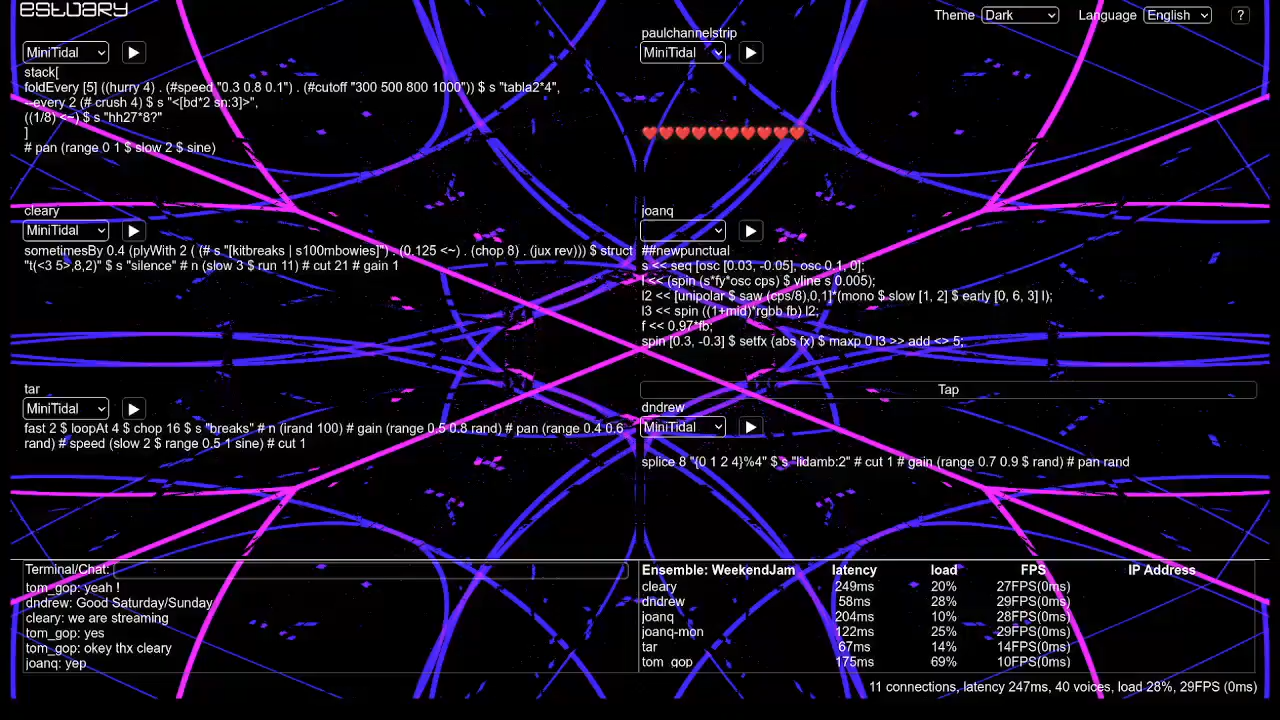 estuary
Theme Dark Language English ?
MiniTidal
stack[
foldEvery [5] ((hurry 4) . (#speed "0.3 0.8 0.1") . (#cutoff "300 500 800 1000")) $ s "tabla2*4",
--every 2 (# crush 4) $ s "<[bd*2 sn:3]>",
((1/8) <~) $ s "hh27*8?"
]
# pan (range 0 1 $ slow 2 $ sine)
paulchannelstrip
MiniTidal
❤️❤️❤️❤️❤️❤️❤️❤️❤️❤️
cleary
MiniTidal
sometimesBy 0.4 (plyWith 2 ( (# s "[kitbreaks | s100mbowies]") . (0.125 <~) . (chop 8) . (jux rev))) $ struct
"t(<3 5>,8,2)" $ s "silence" # n (slow 3 $ run 11) # cut 21 # gain 1
joanq
##newpunctual
s << seq [osc [0.03, -0.05], osc 0.1, 0];
l << (spin (s*fy*osc cps) $ vline s 0.005);
l2 << [unipolar $ saw (cps/8),0.1]*(mono $ slow [1, 2] $ early [0, 6, 3] l);
l3 << spin ((1+mid)*rgbb fb) l2;
f << 0.97*fb;
spin [0.3, -0.3] $ setfx (abs fx) $ maxp 0 l3 >> add <> 5;
tar
MiniTidal
fast 2 $ loopAt 4 $ chop 16 $ s "breaks" # n (irand 100) # gain (range 0.5 0.8 rand) # pan (range 0.4 0.6
rand) # speed (slow 2 $ range 0.5 1 sine) # cut 1
Tap
dndrew
MiniTidal
splice 8 "{0 1 2 4}%4" $ s "lidamb:2" # cut 1 # gain (range 0.7 0.9 $ rand) # pan rand
Terminal/Chat:
tom_gop: yeah !
dndrew: Good Saturday/Sunday
cleary: we are streaming
tom_gop: yes
tom_gop: okey thx cleary
joanq: yep
Ensemble: WeekendJam latency load FPS IP Address
cleary 249ms 20% 27FPS(0ms)
dndrew 58ms 28% 29FPS(0ms)
joanq 204ms 10% 28FPS(0ms)
joanq-mon 122ms 25% 29FPS(0ms)
tar 67ms 14% 14FPS(0ms)
tom_gop 175ms 69% 10FPS(0ms)
11 connections, latency 247ms, 40 voices, load 28%, 29FPS (0ms)